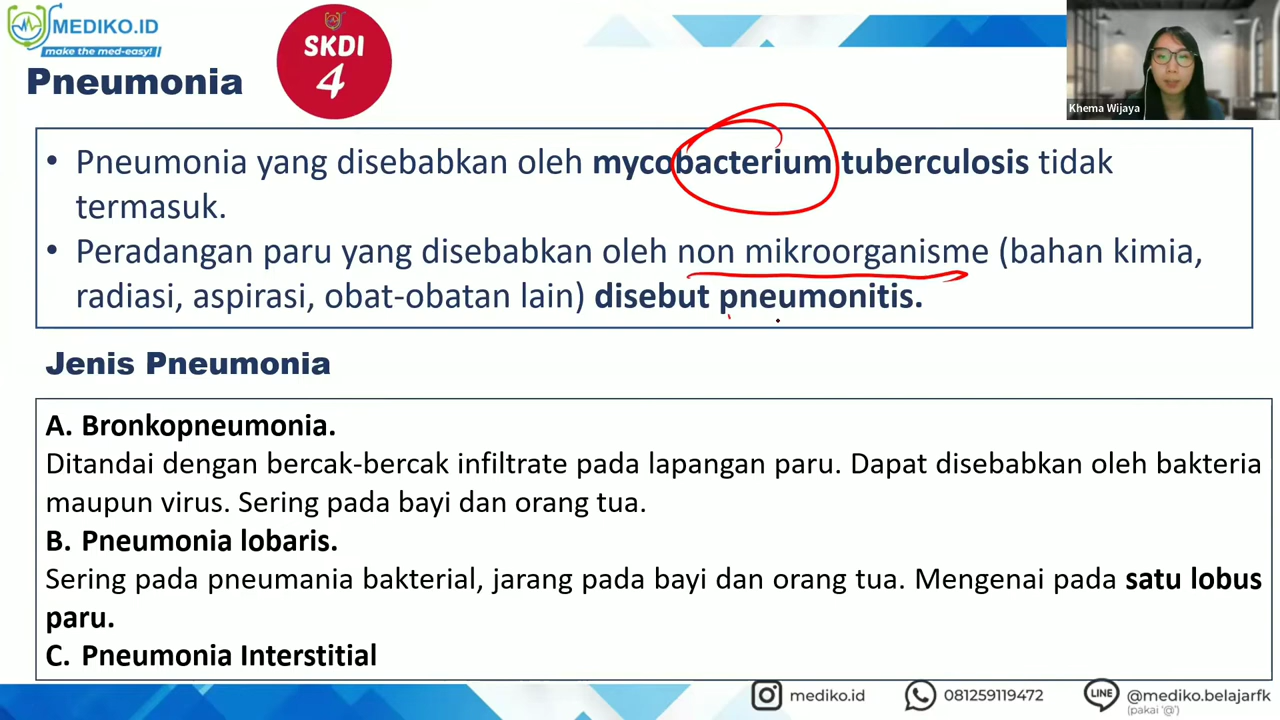 MEDIKO.ID
make the med-easy!
SKDI
4
Pneumonia
Khema Wijaya
• Pneumonia yang disebabkan oleh mycobacterium tuberculosis tidak
termasuk.
• Peradangan paru yang disebabkan oleh non mikroorganisme (bahan kimia,
radiasi, aspirasi, obat-obatan lain) disebut pneumonitis.
Jenis Pneumonia
A. Bronkopneumonia.
Ditandai dengan bercak-bercak infiltrate pada lapangan paru. Dapat disebabkan oleh bakteria
maupun virus. Sering pada bayi dan orang tua.
B. Pneumonia lobaris.
Sering pada pneumania bakterial, jarang pada bayi dan orang tua. Mengenai pada satu lobus
paru.
C. Pneumonia Interstitial
mediko.id
081259119472
LINE
@mediko.belajarfk
(pakai '@')